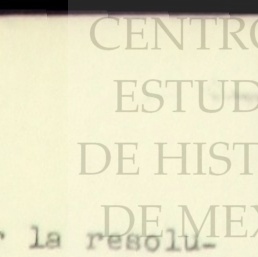 CENTRO
ESTUD
DE HIST
DE MEX
r la resolu-